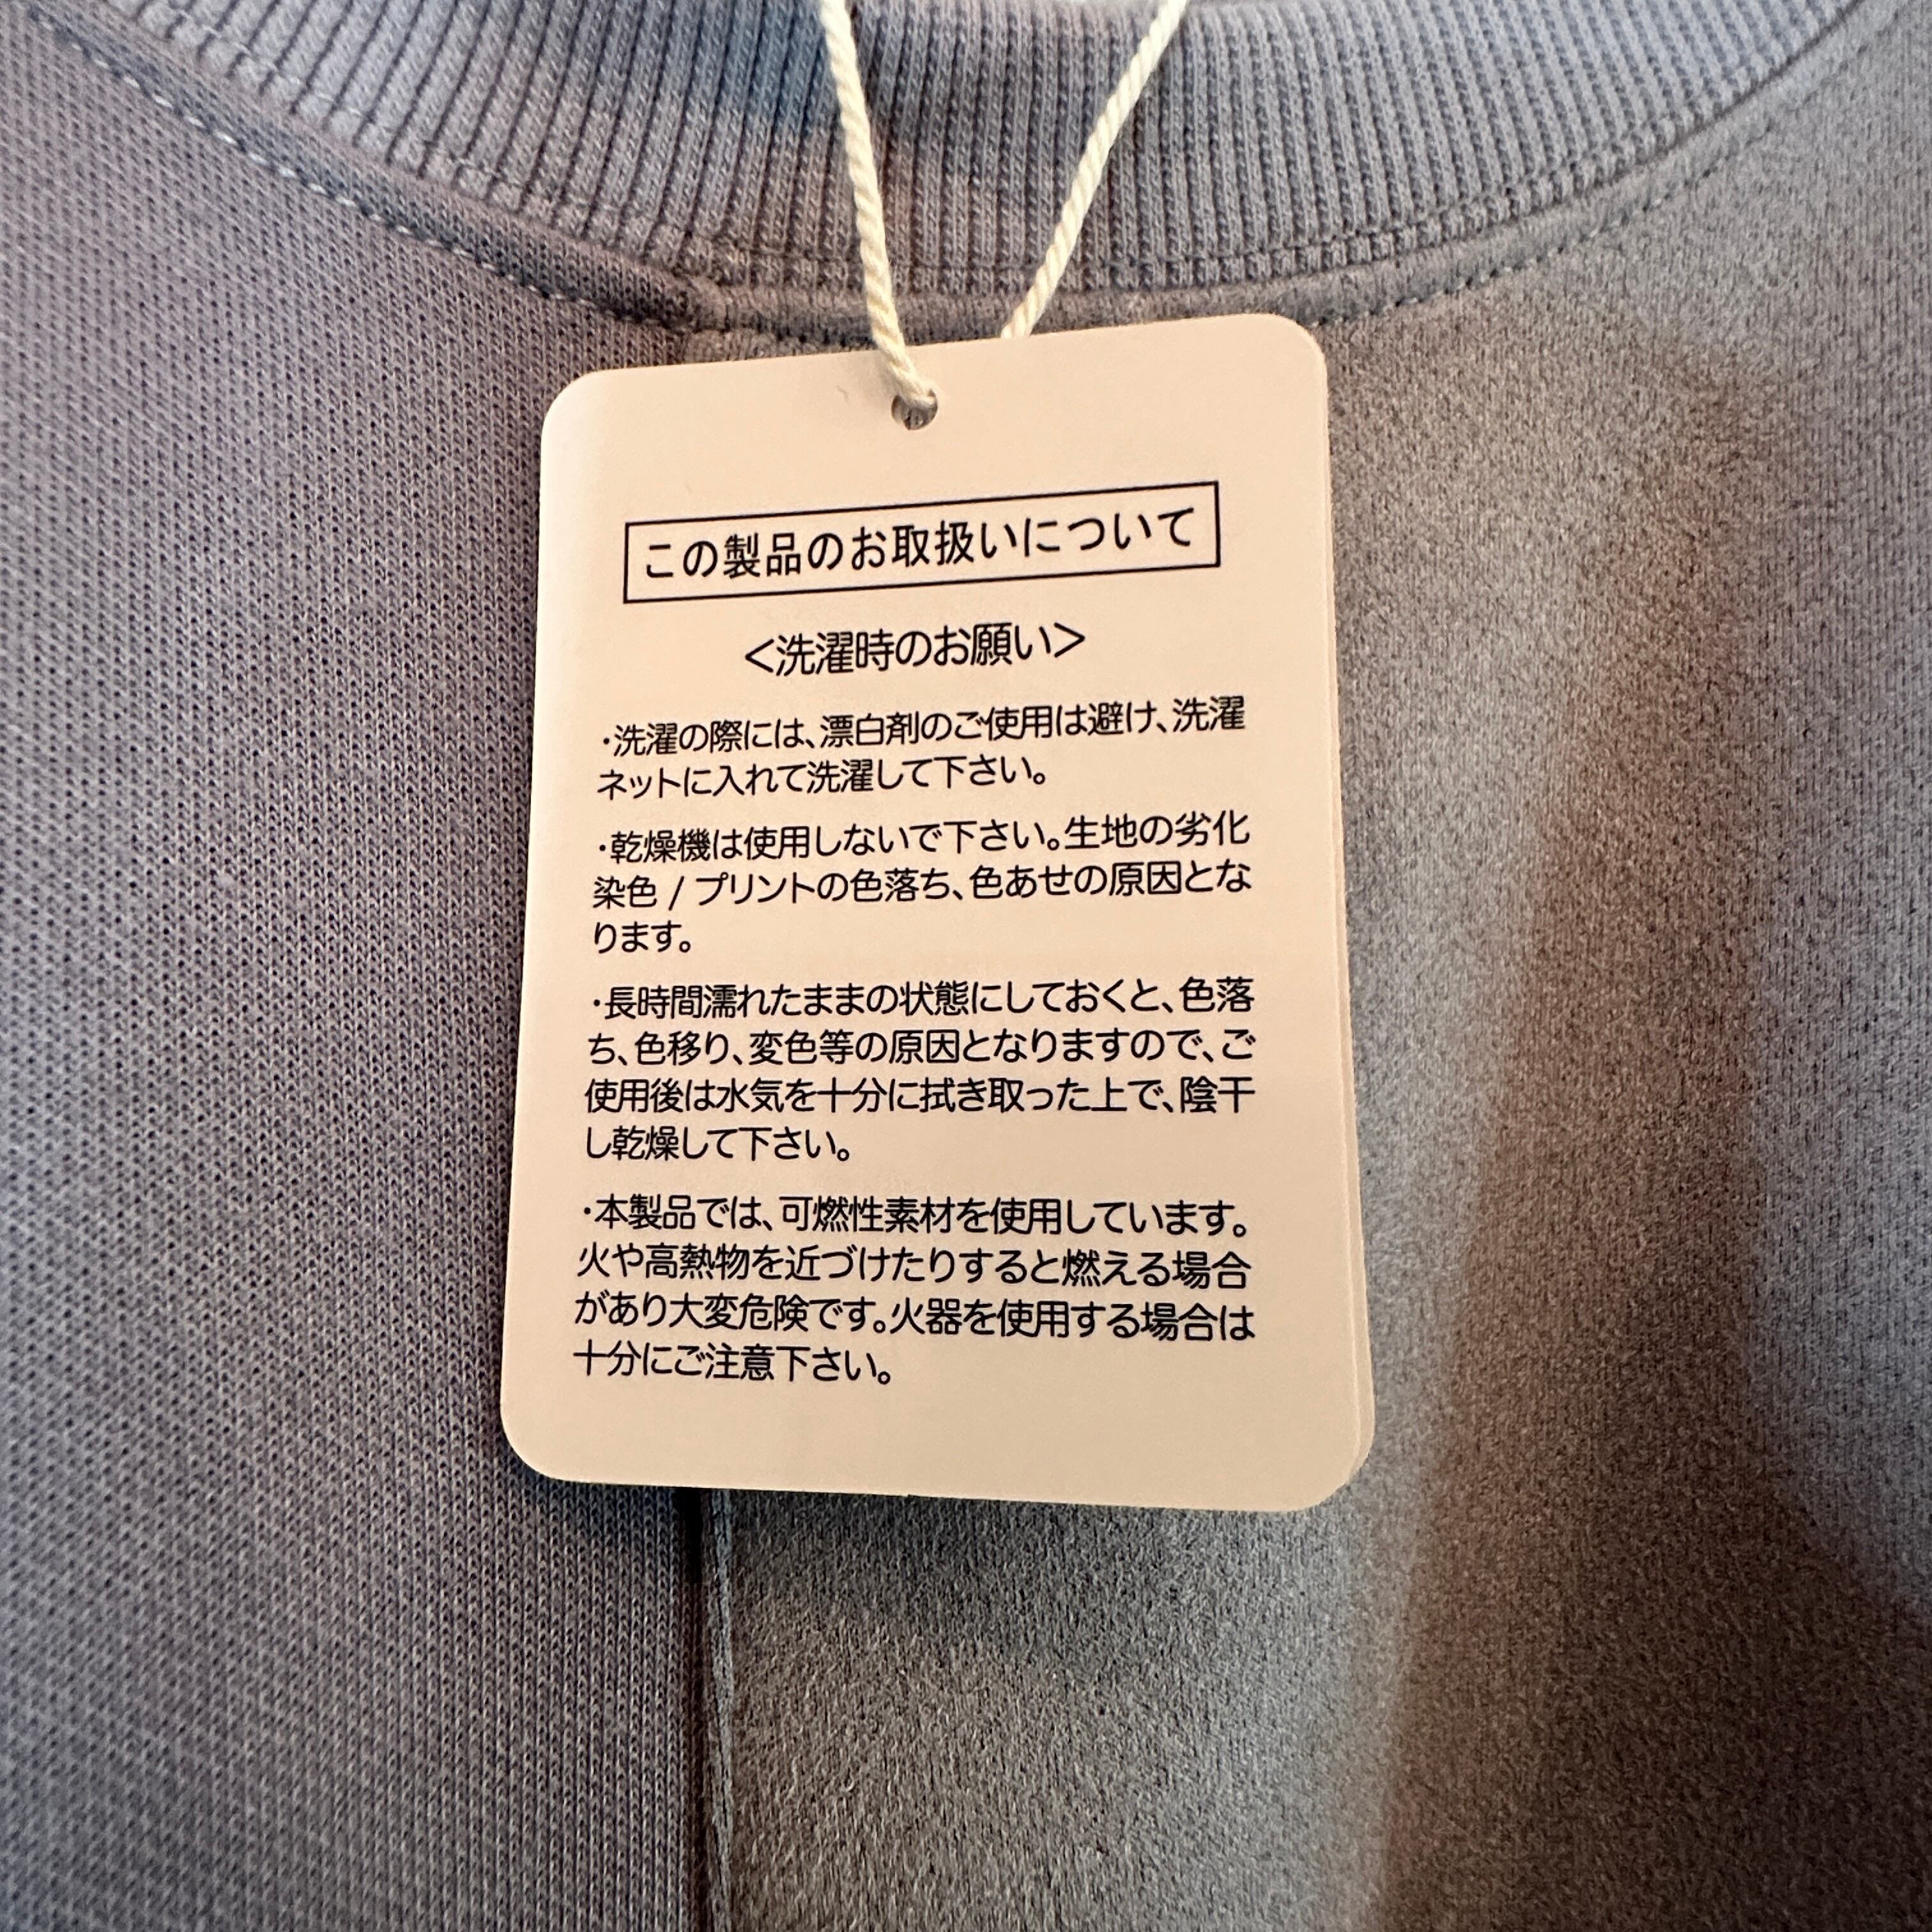 この製品のお取扱いについて
＜洗濯時のお願い＞
・洗濯の際には、漂白剤のご使用は避け、洗濯
ネットに入れて洗濯して下さい。
・乾燥機は使用しないで下さい。生地の劣化
染色 / プリントの色落ち、色あせの原因とな
ります。
・長時間濡れたままの状態にしておくと、色落
ち、色移り、変色等の原因となりますので、ご
使用後は水気を十分に拭き取った上で、陰干
し乾燥して下さい。
・本製品では、可燃性素材を使用しています。
火や高熱物を近づけたりすると燃える場合
があり大変危険です。火器を使用する場合は
十分にご注意下さい。